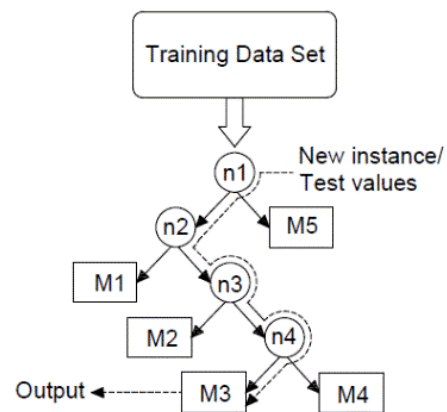 Training Data Set
New instance/
Test values
n1
n2
M5
M1
n3
M2
n4
Output
M3
M4